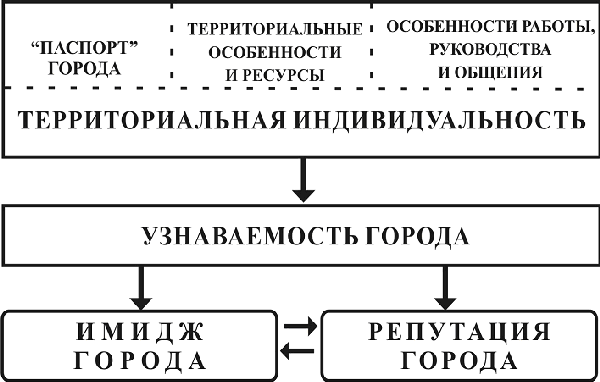 “ПАСПОРТ”
ГОРОДА
ТЕРРИТОРИАЛЬНЫЕ
ОСОБЕННОСТИ
И РЕСУРСЫ
ОСОБЕННОСТИ РАБОТЫ,
РУКОВОДСТВА
И ОБЩЕНИЯ
ТЕРРИТОРИАЛЬНАЯ ИНДИВИДУАЛЬНОСТЬ
УЗНАВАЕМОСТЬ ГОРОДА
ИМИДЖ
ГОРОДА
РЕПУТАЦИЯ
ГОРОДА